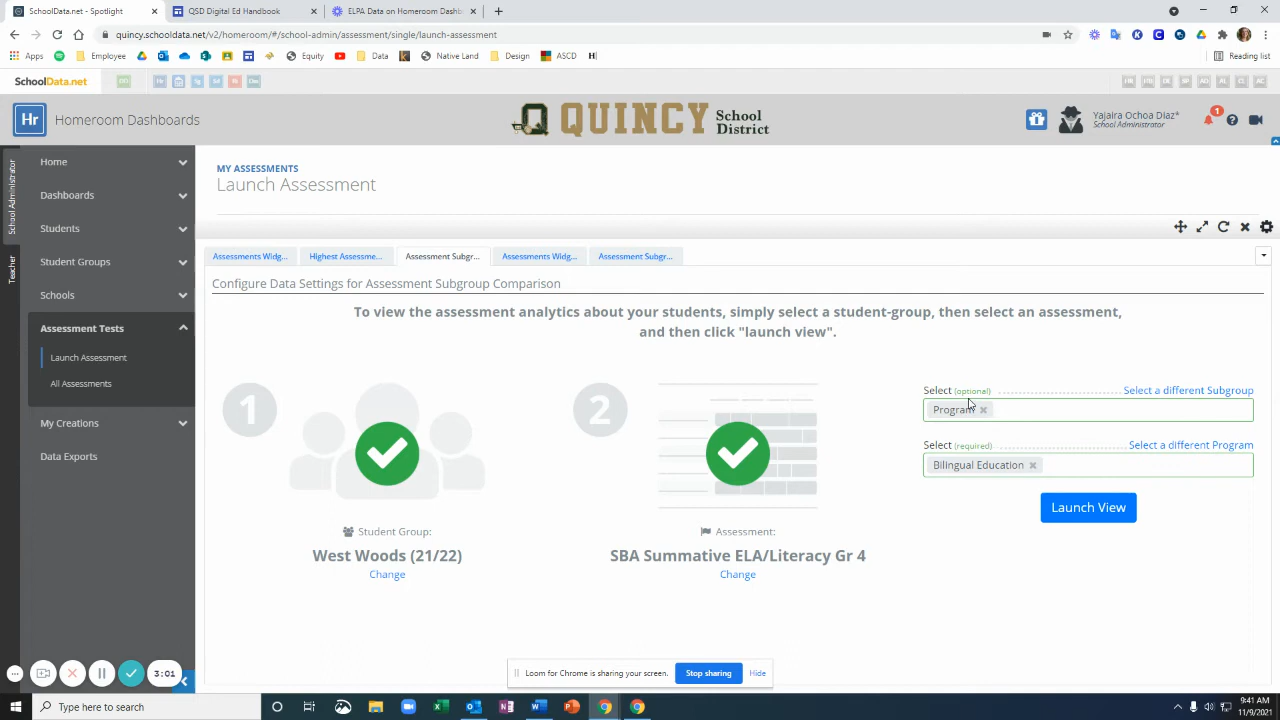 SchoolData.net - Spotlight
QSD Digital Ed Handbook
ELPA Data on Homeroom Dashb
quincy.schooldata.net/v2/homeroom/#/school-admin/assessment/single/launch-assessment
Apps
Employee
Equity
Data
Native Land
Design
ASCD
H
Reading list
SchoolData.net
Hr
Homeroom Dashboards
QUINCY School District
Yajaira Ochoa Diaz*
School Administrator
1
School Administrator
Teacher
Home
Dashboards
Students
Student Groups
Schools
Assessment Tests
Launch Assessment
All Assessments
My Creations
Data Exports
MY ASSESSMENTS
Launch Assessment
Assessments Widg...
Highest Assessme...
Assessment Subgr...
Assessments Widg...
Assessment Subgr...
Configure Data Settings for Assessment Subgroup Comparison
To view the assessment analytics about your students, simply select a student-group, then select an assessment,
and then click "launch view".
1
Student Group:
West Woods (21/22)
Change
2
Assessment:
SBA Summative ELA/Literacy Gr 4
Change
Select (optional)
Select a different Subgroup
Program
Select (required)
Select a different Program
Bilingual Education
Launch View
3:01
Loom for Chrome is sharing your screen.
Stop sharing
Hide
Type here to search
9:41 AM
11/9/2021